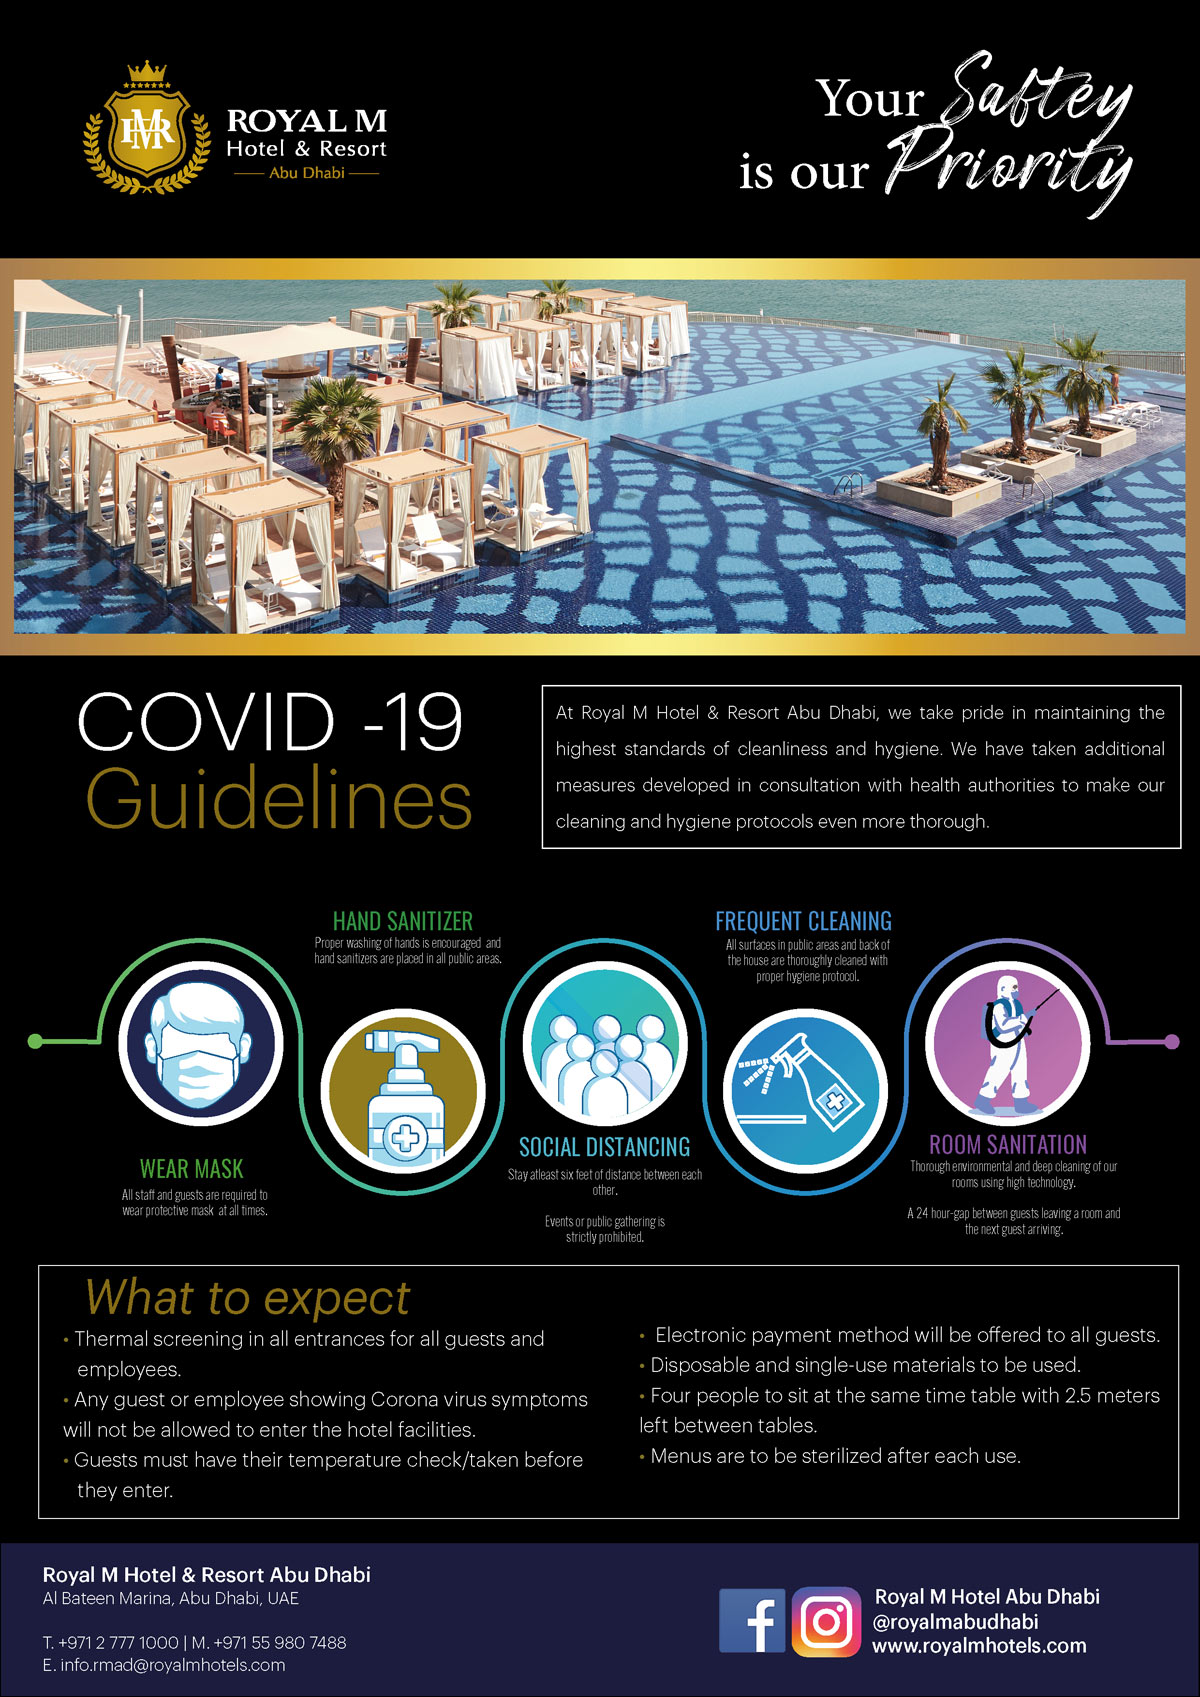 HMR
ROYAL M
Hotel & Resort
Abu Dhabi
Your Saftey
is our Priority
COVID -19
Guidelines
At Royal M Hotel & Resort Abu Dhabi, we take pride in maintaining the
highest standards of cleanliness and hygiene. We have taken additional
measures developed in consultation with health authorities to make our
cleaning and hygiene protocols even more thorough.
HAND SANITIZER
Proper washing of hands is encouraged and
hand sanitizers are placed in all public areas.
FREQUENT CLEANING
All surfaces in public areas and back of
the house are thoroughly cleaned with
proper hygiene protocol.
WEAR MASK
All staff and guests are required to
wear protective mask at all times.
SOCIAL DISTANCING
Stay atleast six feet of distance between each
other.
Events or public gathering is
strictly prohibited.
ROOM SANITATION
Thorough environmental and deep cleaning of our
rooms using high technology.
A 24 hour-gap between guests leaving a room and
the next guest arriving.
What to expect
• Thermal screening in all entrances for all guests and
employees.
• Any guest or employee showing Corona virus symptoms
will not be allowed to enter the hotel facilities.
• Guests must have their temperature check/taken before
they enter.
• Electronic payment method will be offered to all guests.
• Disposable and single-use materials to be used.
• Four people to sit at the same time table with 2.5 meters
left between tables.
• Menus are to be sterilized after each use.
Royal M Hotel & Resort Abu Dhabi
Al Bateen Marina, Abu Dhabi, UAE
T. +971 2 777 1000 | M. +971 55 980 7488
E. info.rmad@royalmhotels.com
Royal M Hotel Abu Dhabi
@royalmabudhabi
www.royalmhotels.com